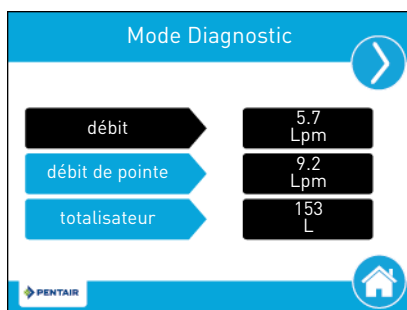 Mode Diagnostic
débit
5.7
Lpm
débit de pointe
9.2
Lpm
totalisateur
153
L
PENTAIR